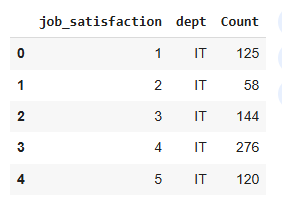 job_satisfaction dept Count
0 1 IT 125
1 2 IT 58
2 3 IT 144
3 4 IT 276
4 5 IT 120